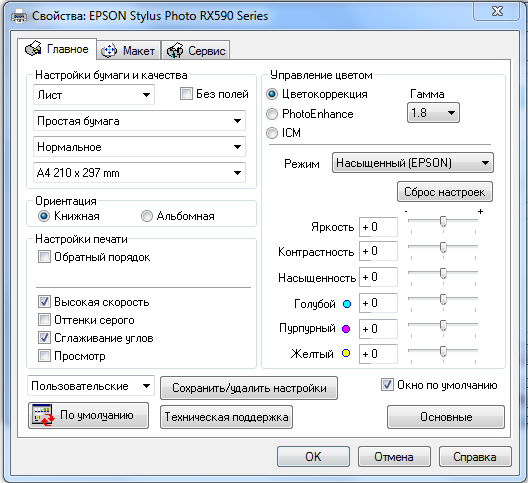 Свойства: EPSON Stylus Photo RX590 Series
Главное
Макет
Сервис
Настройки бумаги и качества
Лист
Без полей
Простая бумага
Нормальное
A4 210 x 297 mm
Ориентация
Книжная
Альбомная
Настройки печати
Обратный порядок
Высокая скорость
Оттенки серого
Сглаживание углов
Просмотр
Управление цветом
Цветокоррекция
Гамма
PhotoEnhance
1.8
ICM
Режим
Насыщенный (EPSON)
Сброс настроек
- +
Яркость + 0
Контрастность + 0
Насыщенность + 0
Голубой + 0
Пурпурный + 0
Желтый + 0
Пользовательские
Сохранить/удалить настройки
Окно по умолчанию
По умолчанию
Техническая поддержка
Основные
OK
Отмена
Справка